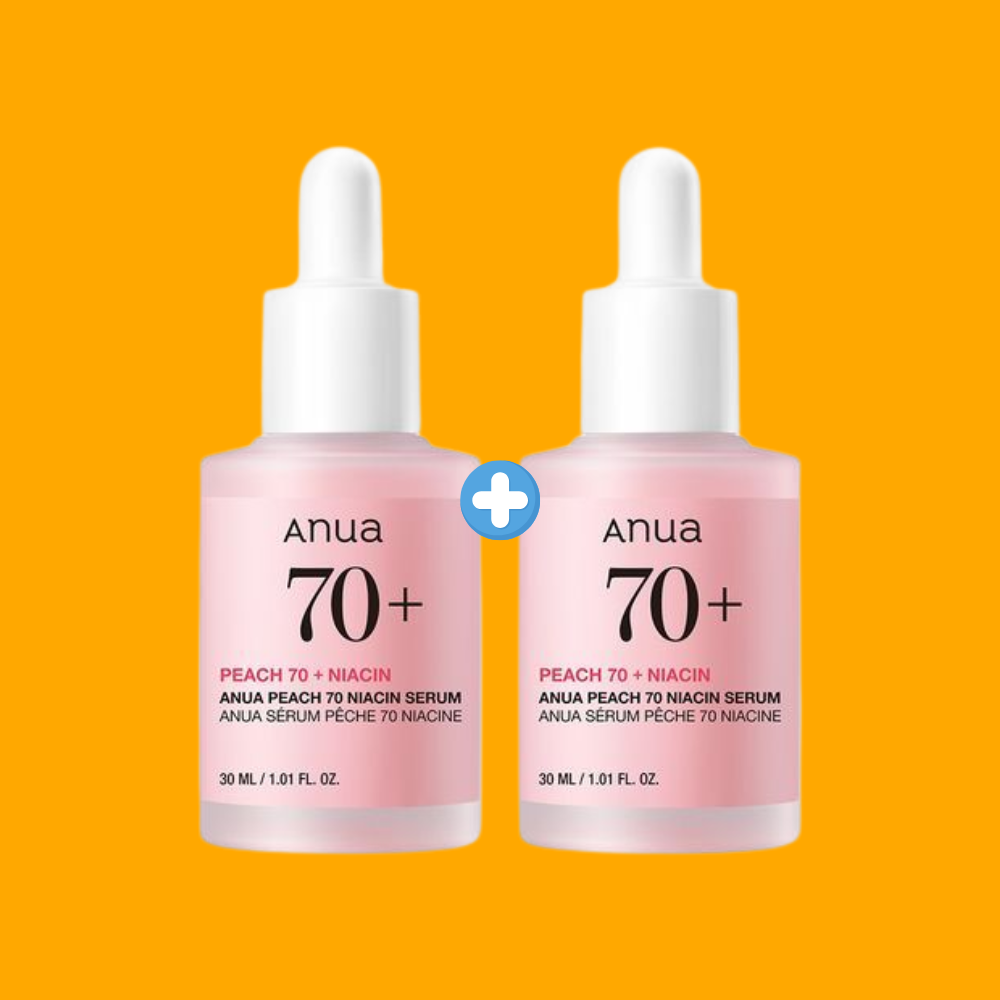 Anua
70+
PEACH 70 + NIACIN
ANUA PEACH 70 NIACIN SERUM
ANUA SÉRUM PÊCHE 70 NIACINE
30 ML / 1.01 FL. OZ.
Anua
70+
PEACH 70 + NIACIN
ANUA PEACH 70 NIACIN SERUM
ANUA SÉRUM PÊCHE 70 NIACINE
30 ML / 1.01 FL. OZ.